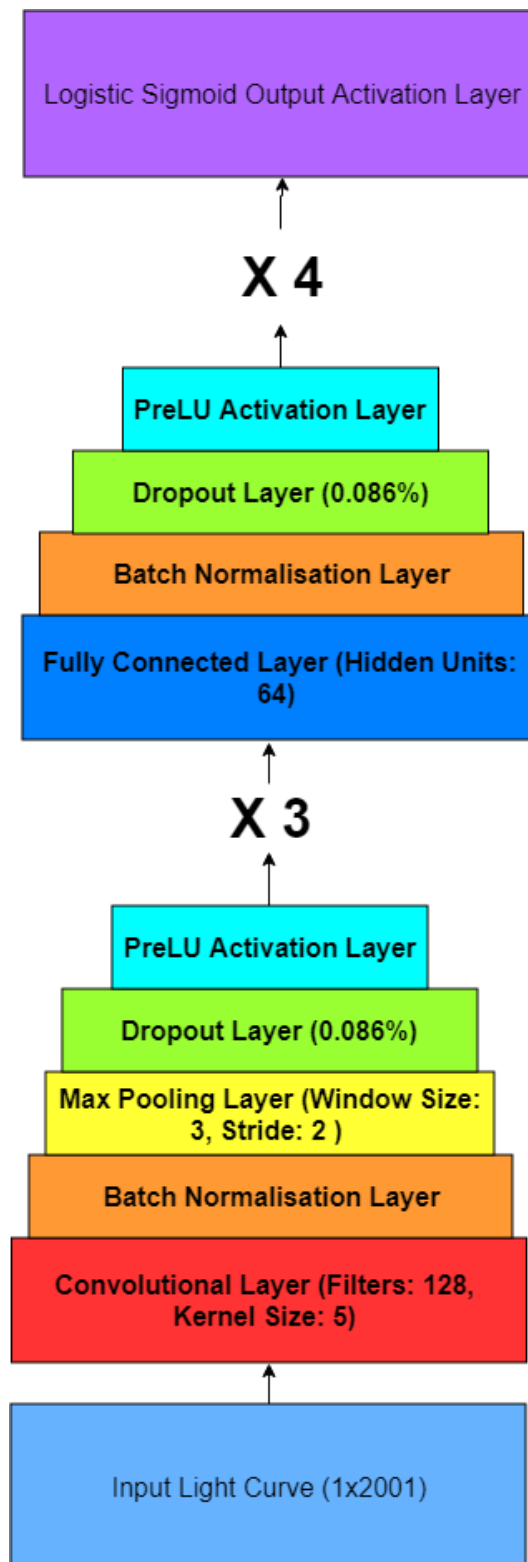 Logistic Sigmoid Output Activation Layer
X 4
PreLU Activation Layer
Dropout Layer (0.086%)
Batch Normalisation Layer
Fully Connected Layer (Hidden Units:
64)
X 3
PreLU Activation Layer
Dropout Layer (0.086%)
Max Pooling Layer (Window Size:
3, Stride: 2 )
Batch Normalisation Layer
Convolutional Layer (Filters: 128,
Kernel Size: 5)
Input Light Curve (1x2001)